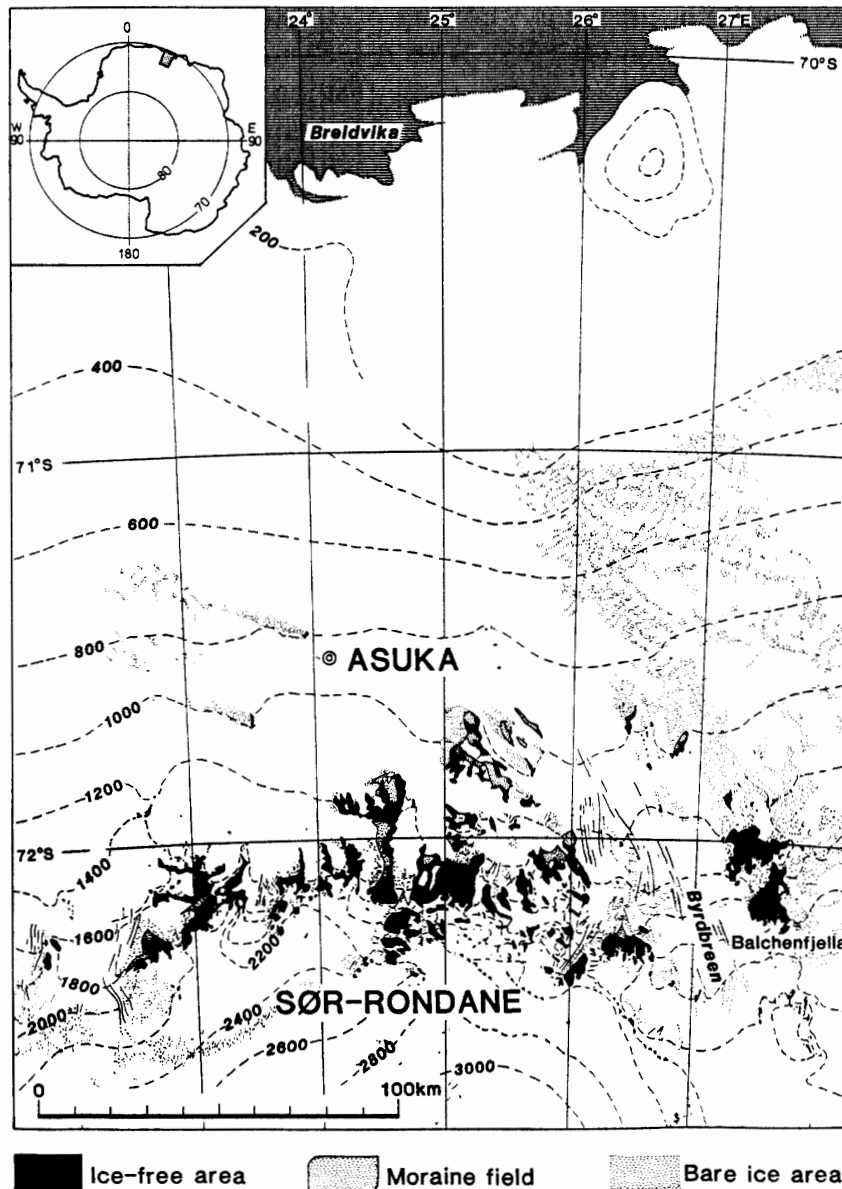 0
W
90
E
90
80
70
180
24°
25°
26°
27°E
70°S
Breidvika
200
400
71°S
600
800
ASUKA
1000
1200
72°S
1400
1600
1800
2000
2200
2400
2600
2800
3000
Byrdbreen
Balchenfjella
SØR-RONDANE
0
100km
Ice-free area
Moraine field
Bare ice area